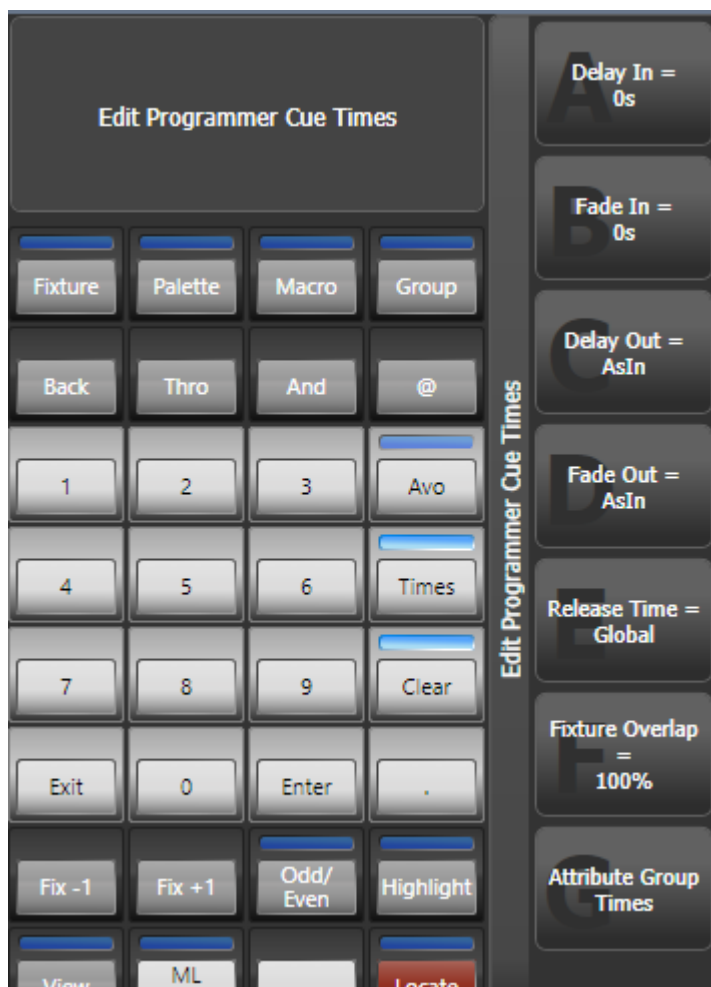 Edit Programmer Cue Times
Fixture
Palette
Macro
Group
Back
Thro
And
@
1
2
3
Avo
4
5
6
Times
7
8
9
Clear
Exit
0
Enter
.
Fix -1
Fix +1
Odd/
Even
Highlight
View
ML
Locate
Edit Programmer Cue Times
A
Delay In =
0s
B
Fade In =
0s
C
Delay Out =
AsIn
D
Fade Out =
AsIn
E
Release Time =
Global
F
Fixture Overlap
=
100%
G
Attribute Group
Times